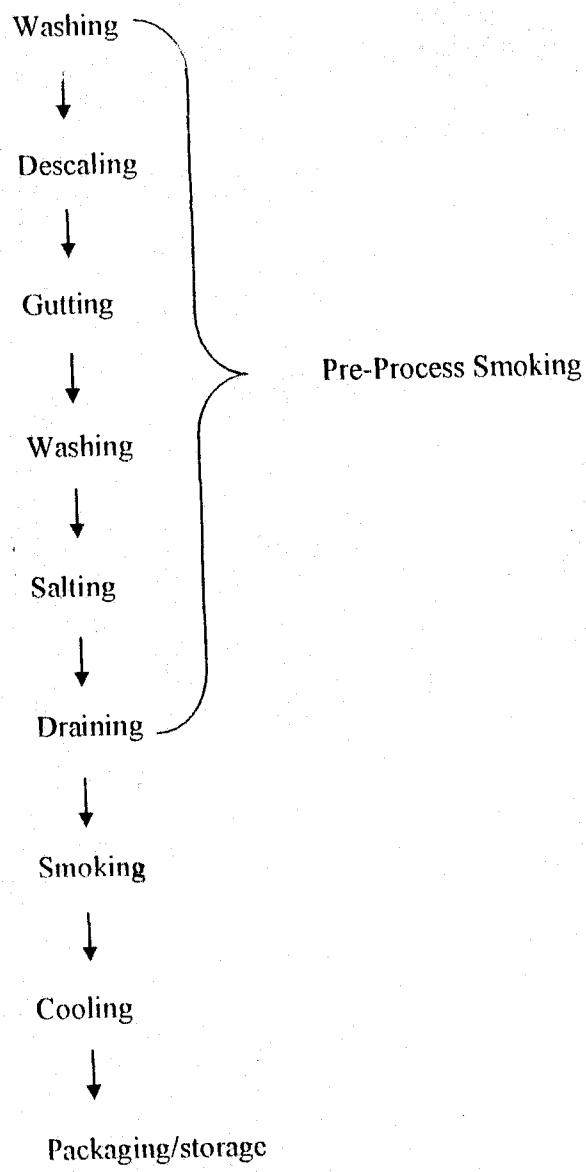 Washing
Descaling
Gutting
Pre-Process Smoking
Washing
Salting
Draining
Smoking
Cooling
Packaging/storage